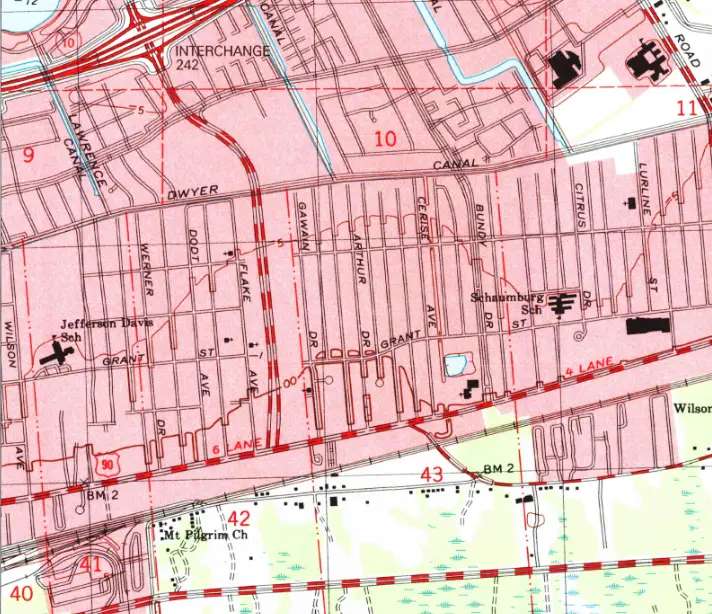 -12
CANAL
10
INTERCHANGE
242
CERISE
CANAL
ROAD
11
5
LAWRENCE
CANAL
9
10
DWYER
CANAL
WERNER
DODT
FLAKE
GAWAIN
ARTHUR
CERISE
BUNDY
CITRUS
LURLINE
-5
5
WILSON
Jefferson Davis
Sch
GRANT
ST
AVE
AVE
DR
DR
GRANT
AVE
DR
ST
Schaumburg
Sch
DR
ST
DR
AVE
90
6 LANE
4 LANE
Wilson
BM 2
BM 2
43
42
Mt Pilgrim Ch
41
40